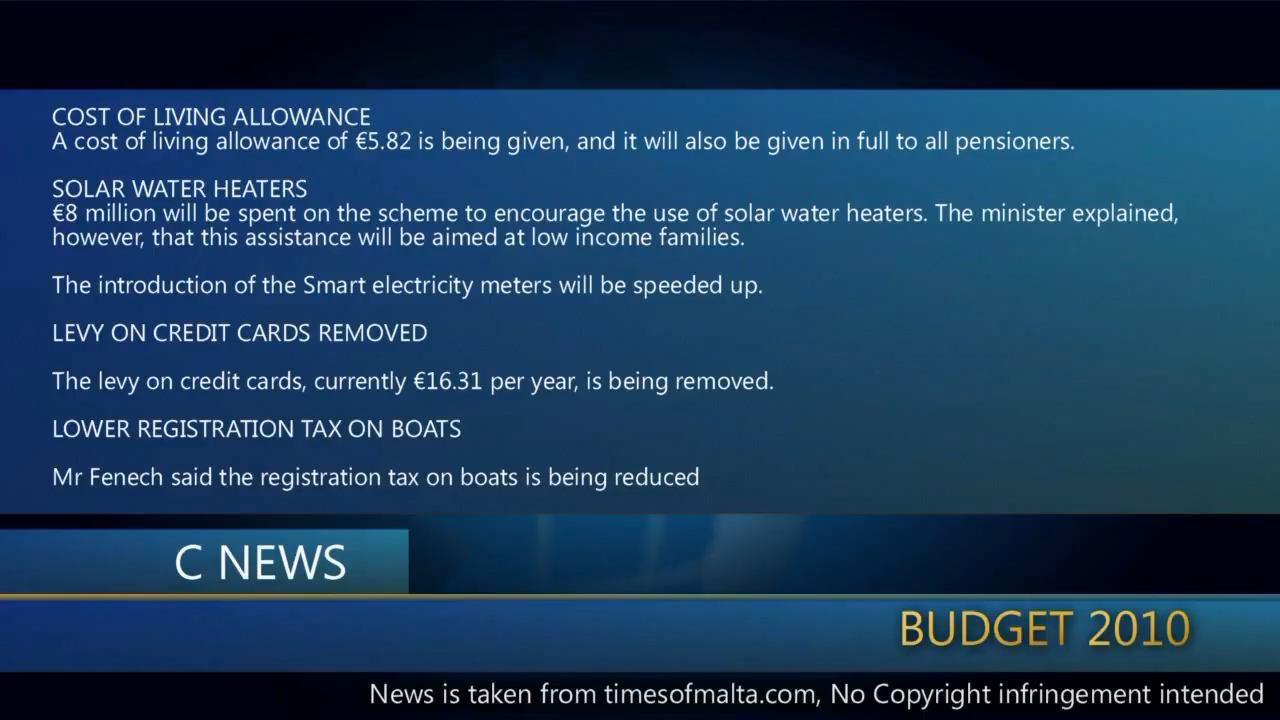 COST OF LIVING ALLOWANCE
A cost of living allowance of €5.82 is being given, and it will also be given in full to all pensioners.
SOLAR WATER HEATERS
€8 million will be spent on the scheme to encourage the use of solar water heaters. The minister explained,
however, that this assistance will be aimed at low income families.
The introduction of the Smart electricity meters will be speeded up.
LEVY ON CREDIT CARDS REMOVED
The levy on credit cards, currently €16.31 per year, is being removed.
LOWER REGISTRATION TAX ON BOATS
Mr Fenech said the registration tax on boats is being reduced
C NEWS
BUDGET 2010
News is taken from timesofmalta.com, No Copyright infringement intended